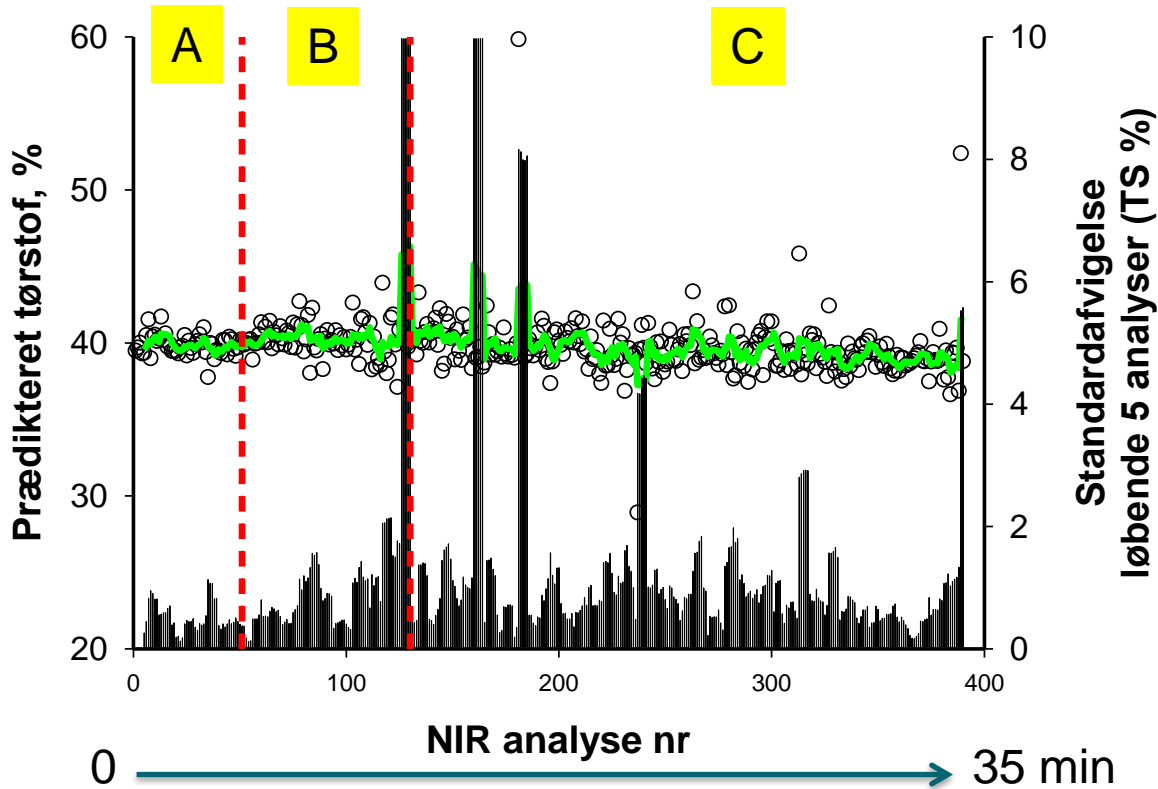 A
B
C
60
50
40
30
20
Prædikteret tørstof, %
10
8
6
4
2
0
Standardafvigelse
løbende 5 analyser (TS %)
0
100
200
300
400
NIR analyse nr
0
35 min